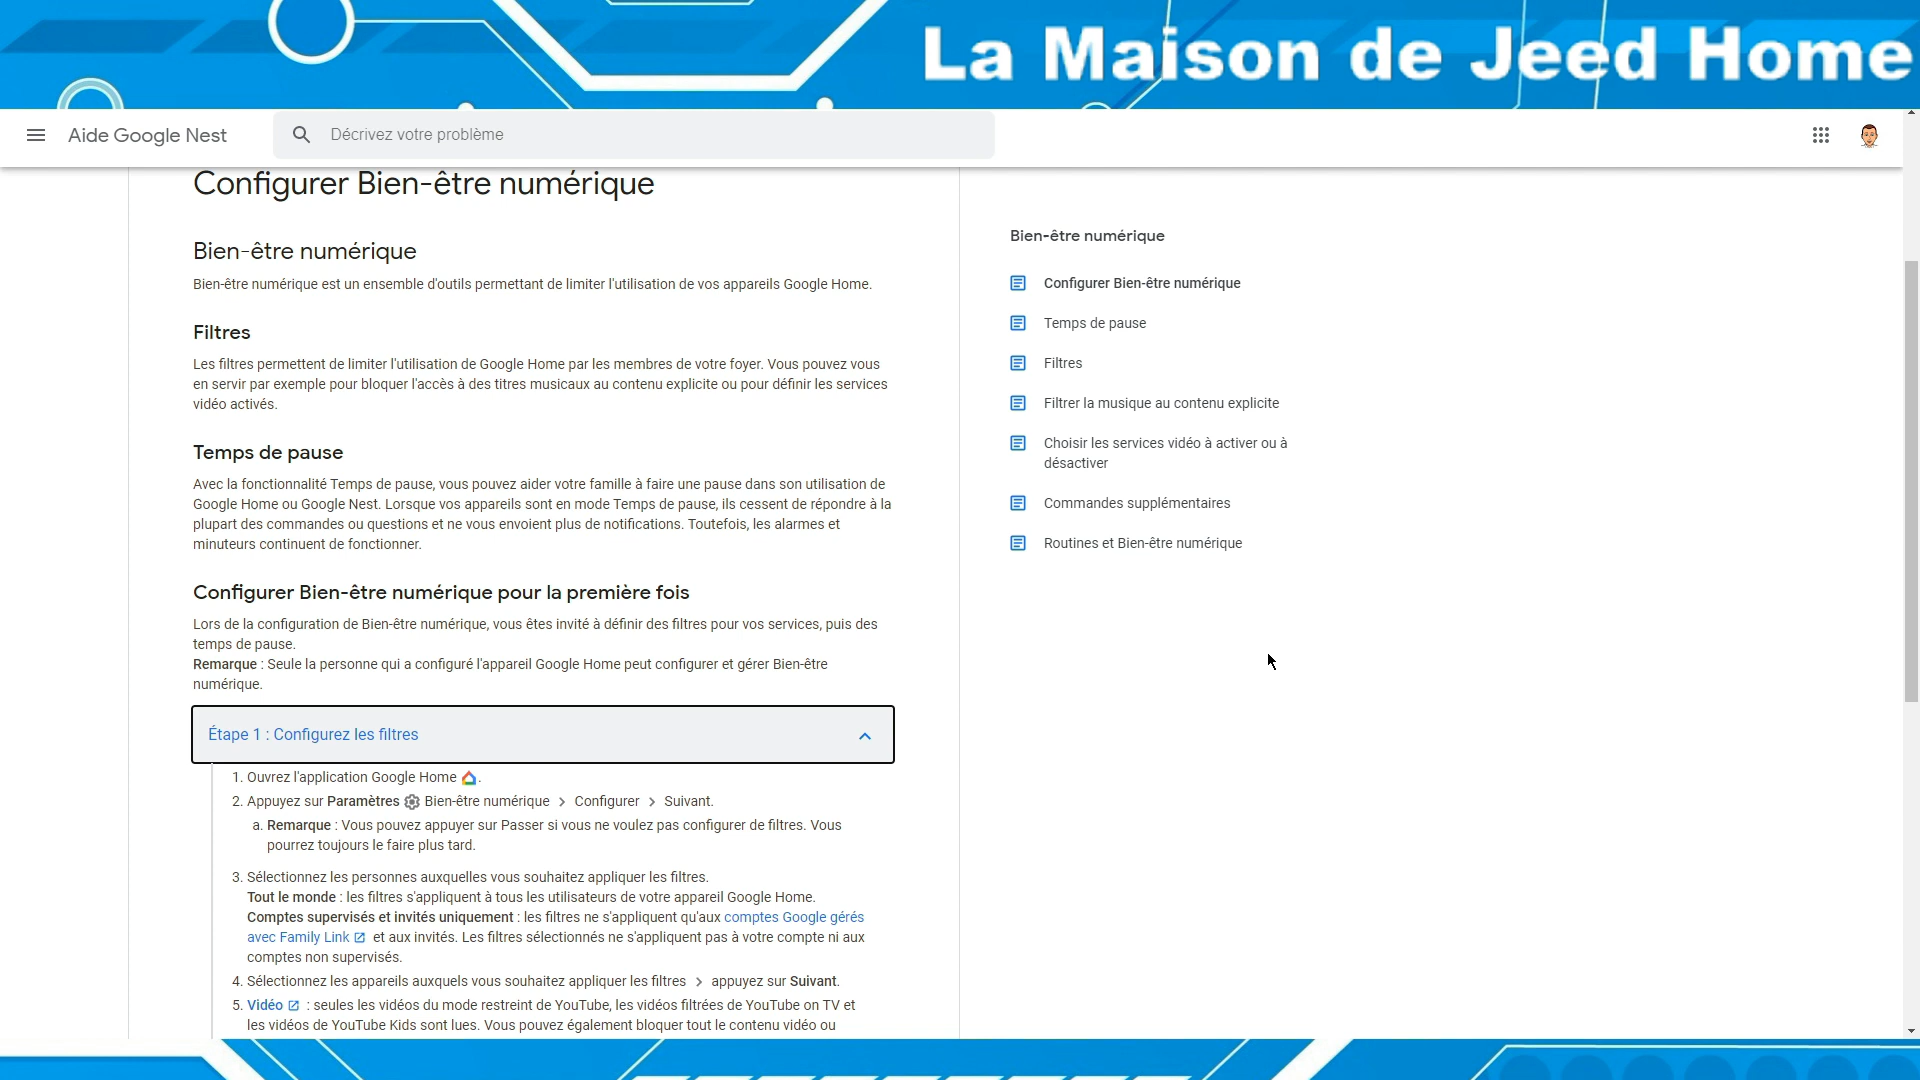 La Maison de Jeed Home
Aide Google Nest
Décrivez votre problème
Configurer Bien-être numérique
Bien-être numérique
Bien-être numérique est un ensemble d'outils permettant de limiter l'utilisation de vos appareils Google Home.
Filtres
Les filtres permettent de limiter l'utilisation de Google Home par les membres de votre foyer. Vous pouvez vous
en servir par exemple pour bloquer l'accès à des titres musicaux au contenu explicite ou pour définir les services
vidéo activés.
Temps de pause
Avec la fonctionnalité Temps de pause, vous pouvez aider votre famille à faire une pause dans son utilisation de
Google Home ou Google Nest. Lorsque vos appareils sont en mode Temps de pause, ils cessent de répondre à la
plupart des commandes ou questions et ne vous envoient plus de notifications. Toutefois, les alarmes et
minuteurs continuent de fonctionner.
Configurer Bien-être numérique pour la première fois
Lors de la configuration de Bien-être numérique, vous êtes invité à définir des filtres pour vos services, puis des
temps de pause.
Remarque : Seule la personne qui a configuré l'appareil Google Home peut configurer et gérer Bien-être
numérique.
Étape 1 : Configurez les filtres
1. Ouvrez l'application Google Home .
2. Appuyez sur Paramètres Bien-être numérique > Configurer > Suivant.
a. Remarque : Vous pouvez appuyer sur Passer si vous ne voulez pas configurer de filtres. Vous
pourrez toujours le faire plus tard.
3. Sélectionnez les personnes auxquelles vous souhaitez appliquer les filtres.
Tout le monde : les filtres s'appliquent à tous les utilisateurs de votre appareil Google Home.
Comptes supervisés et invités uniquement : les filtres ne s'appliquent qu'aux comptes Google gérés
avec Family Link et aux invités. Les filtres sélectionnés ne s'appliquent pas à votre compte ni aux
comptes non supervisés.
4. Sélectionnez les appareils auxquels vous souhaitez appliquer les filtres > appuyez sur Suivant.
5. Vidéo : seules les vidéos du mode restreint de YouTube, les vidéos filtrées de YouTube on TV et
les vidéos de YouTube Kids sont lues. Vous pouvez également bloquer tout le contenu vidéo ou
Bien-être numérique
Configurer Bien-être numérique
Temps de pause
Filtres
Filtrer la musique au contenu explicite
Choisir les services vidéo à activer ou à
désactiver
Commandes supplémentaires
Routines et Bien-être numérique